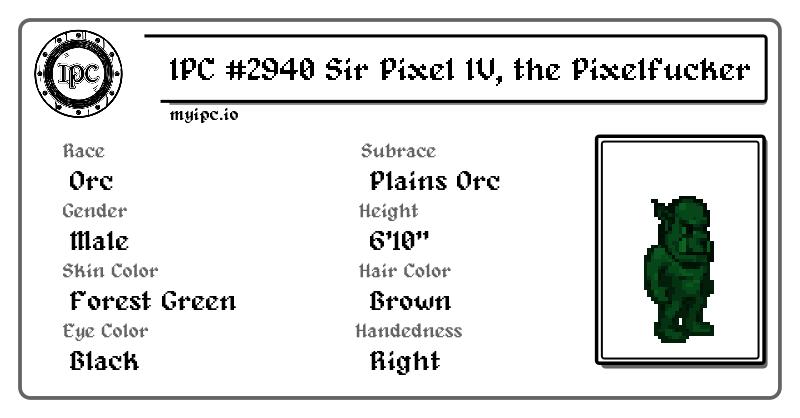 IPC
IPC #2940 Sir Pixel IV, the Pixelfucker
myipc.io
Race
Orc
Subrace
Plains Orc
Gender
Male
Height
6'10"
Skin Color
Forest Green
Hair Color
Brown
Eye Color
Black
Handedness
Right